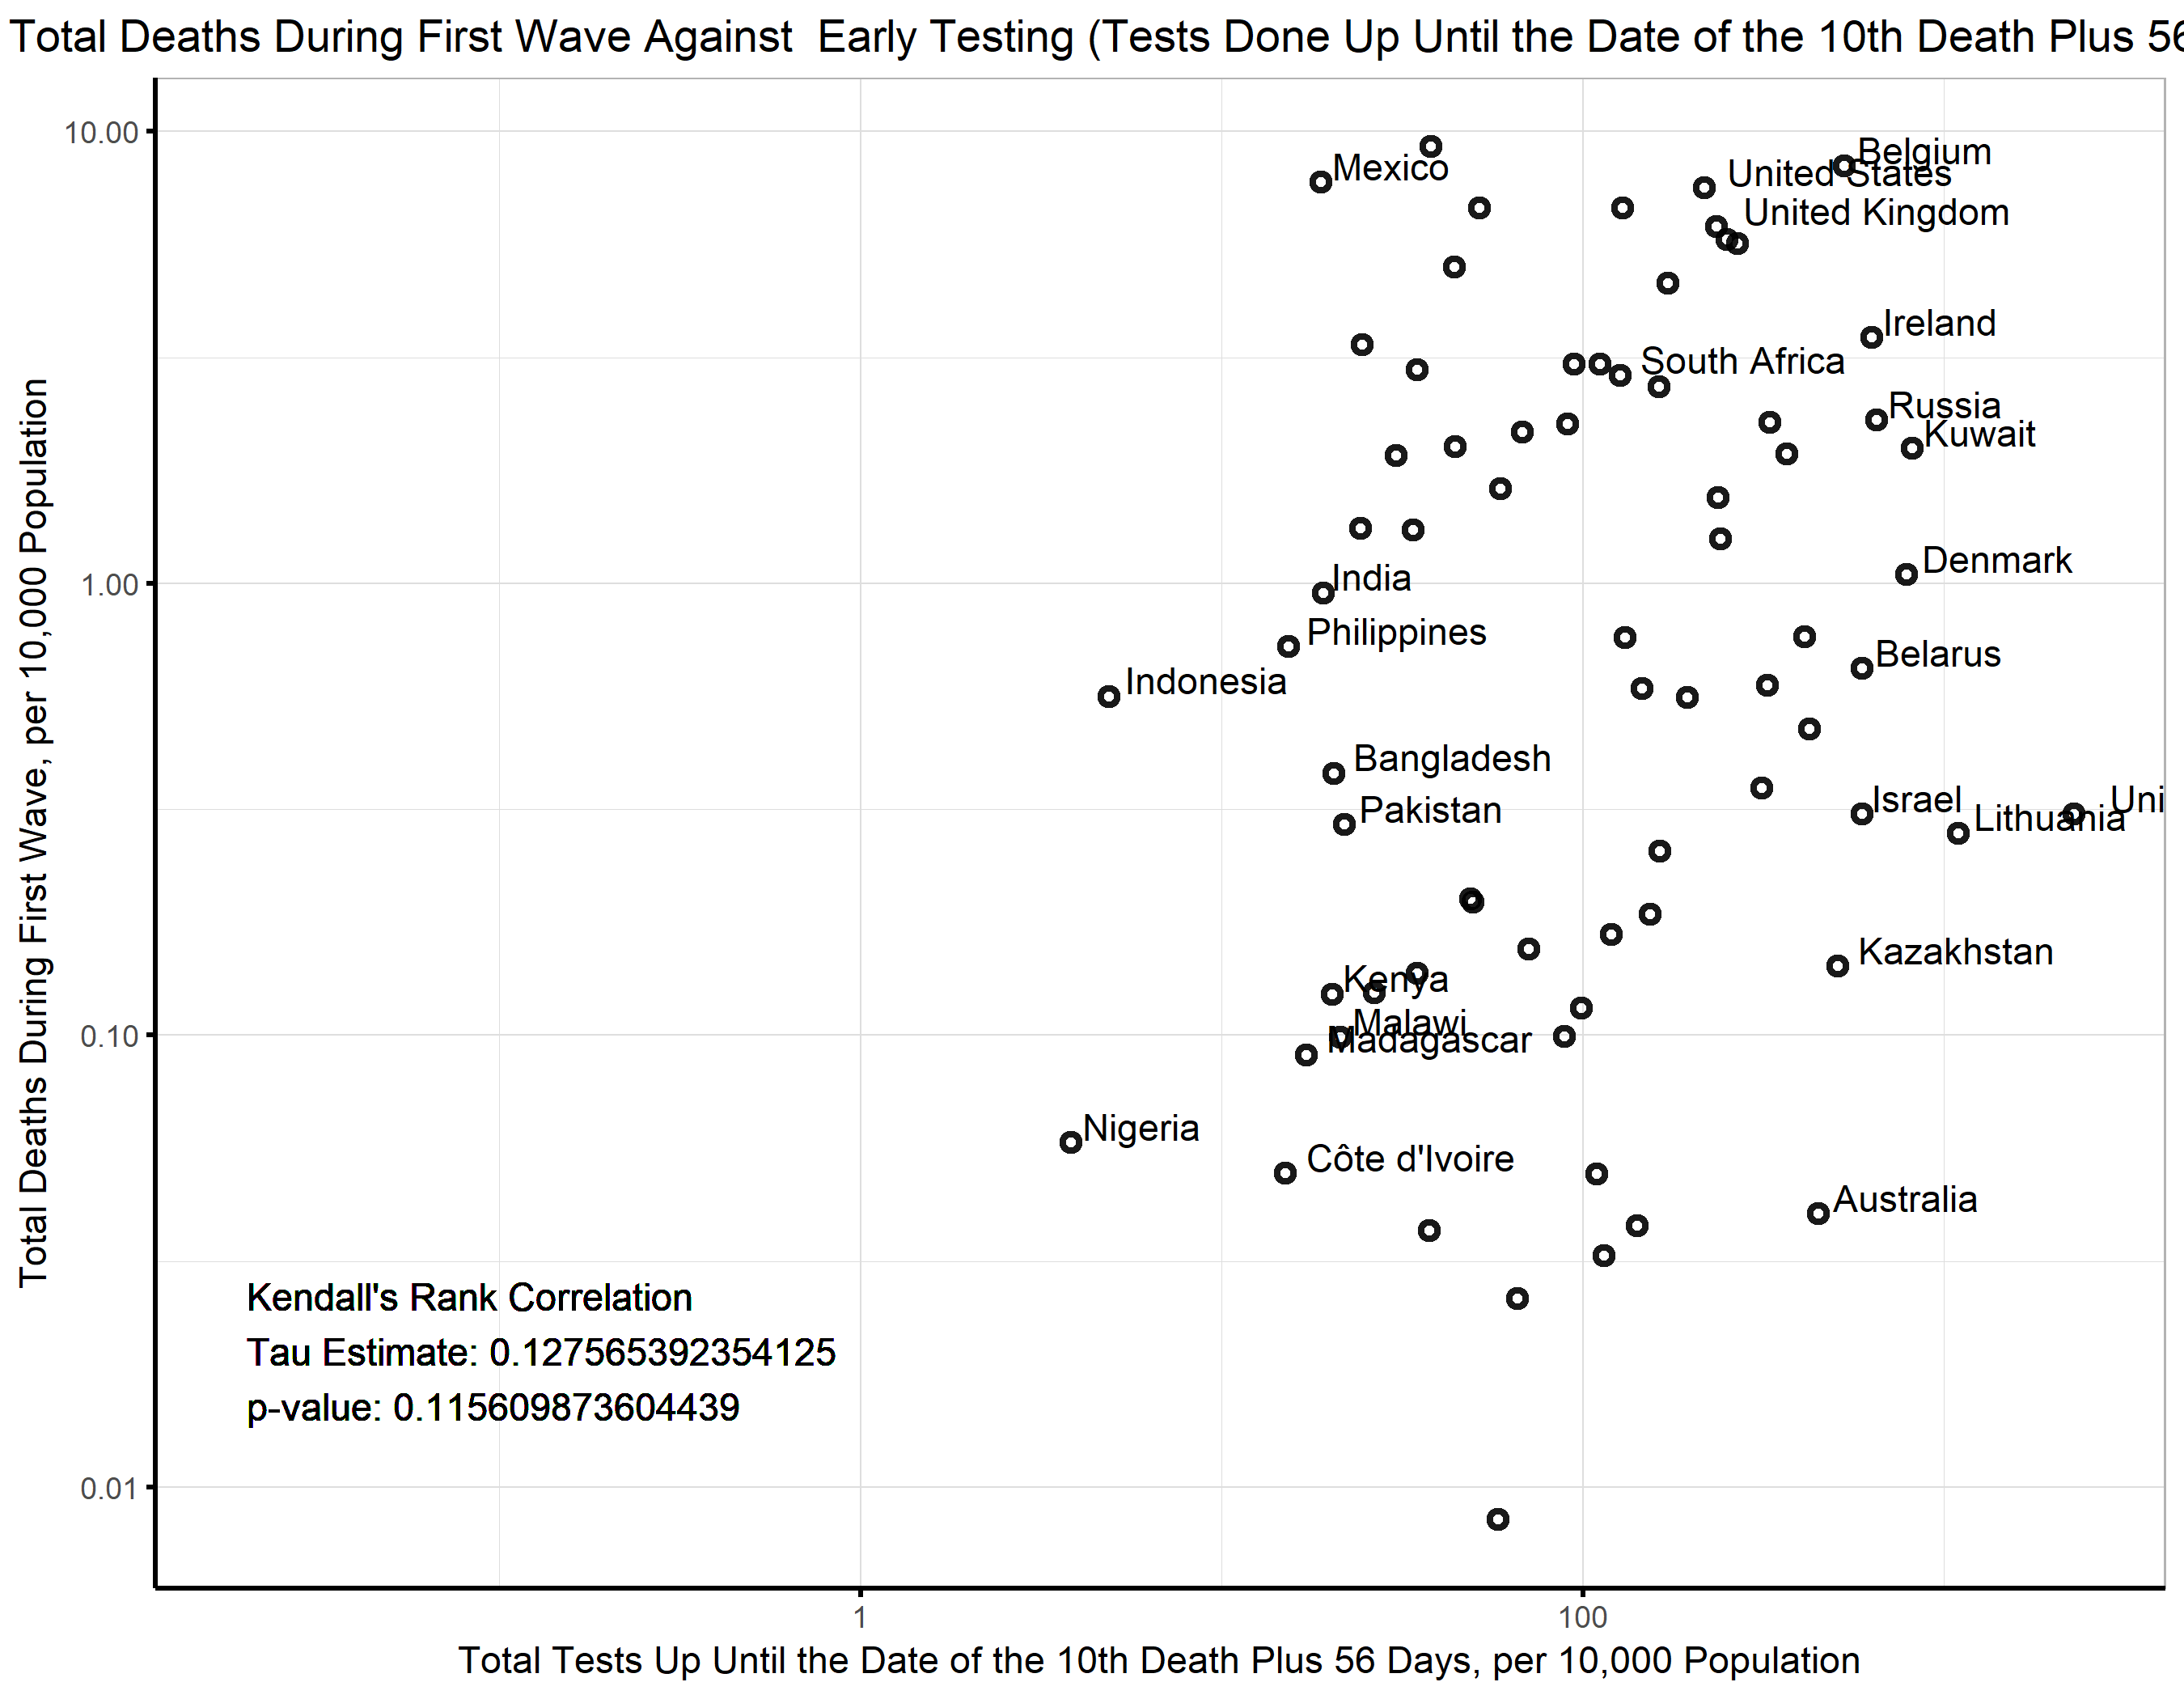 Total Deaths During First Wave Against  Early Testing (Tests Done Up Until the Date of the 10th Death Plus 56
10.00
1.00
0.10
0.01
Total Deaths During First Wave, per 10,000 Population
Belgium
Mexico
United States
United Kingdom
Ireland
South Africa
Russia
Kuwait
Denmark
India
Philippines
Belarus
Indonesia
Bangladesh
Israel
Uni
Pakistan
Lithuania
Kazakhstan
Kenya
Malawi
Madagascar
Nigeria
Côte d'Ivoire
Australia
Kendall's Rank Correlation
Tau Estimate: 0.127565392354125
p-value: 0.115609873604439
1
100
Total Tests Up Until the Date of the 10th Death Plus 56 Days, per 10,000 Population